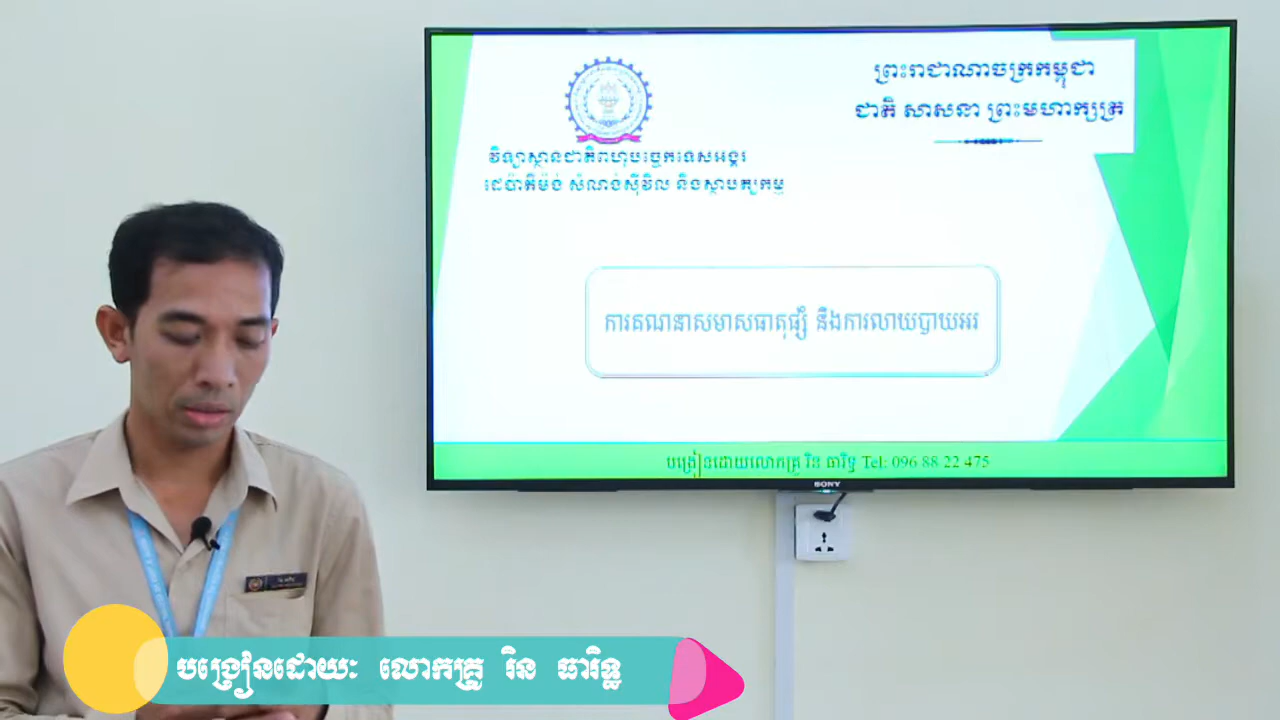 ព្រះរាជាណាចក្រកម្ពុជា
ជាតិ សាសនា ព្រះមហាក្សត្រ
វិទ្យាស្ថានជាតិពហុបច្ចេកទេសអង្គរ
ដេប៉ាតឺម៉ង់ សំណង់ស៊ីវិល និងស្ថាបត្យកម្ម
ការគណនាសមាសធាតុផ្សំ និងការលាយបាយអរ
បង្រៀនដោយលោកគ្រូ រិន ធារិទ្ធ Tel: 096 88 22 475
SONY
បង្រៀនដោយៈ លោកគ្រូ រិន ធារិទ្ធ